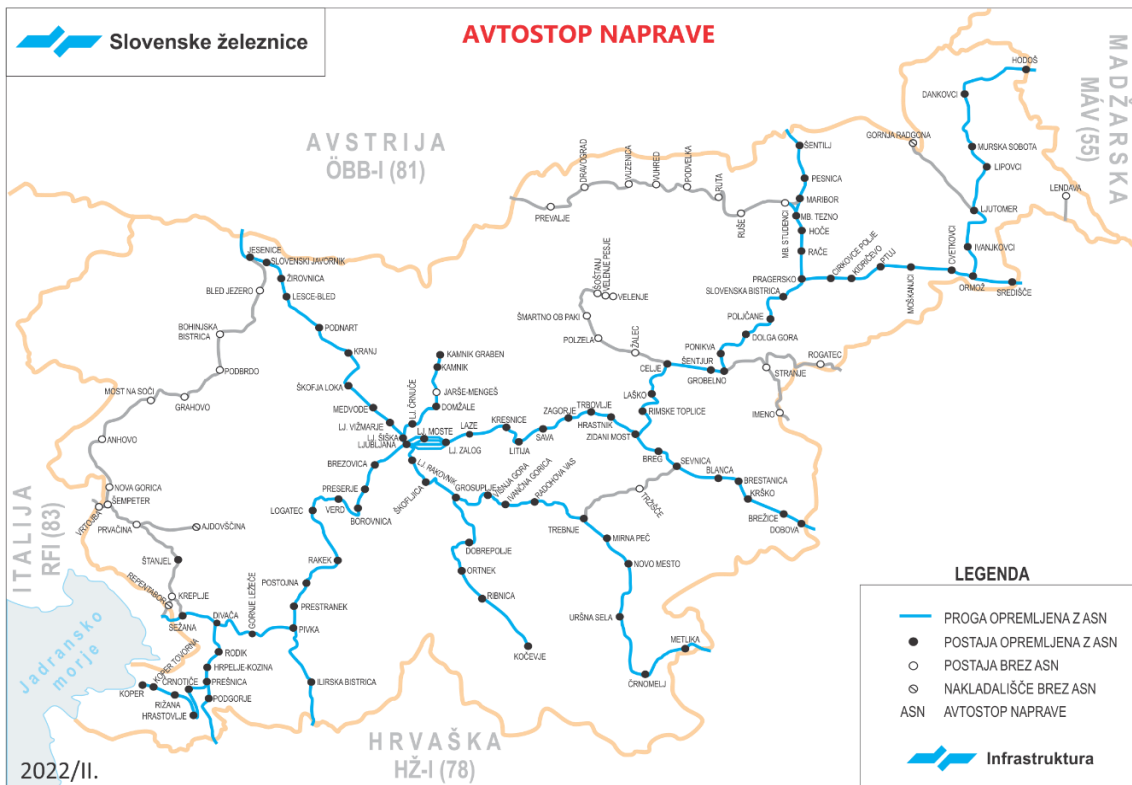 Slovenske železnice
AVTOSTOP NAPRAVE
MADŽARSKA
MÁV (55)
AVSTRIJA
ÖBB-I (81)
ITALIJA
RFI (83)
HRVAŠKA
HŽ-I (78)
Jadransko
morje
HODOŠ
DANKOVCI
GORNJA RADGONA
MURSKA SOBOTA
LIPOVCI
LENDAVA
LJUTOMER
IVANJKOVCI
CVETKOVCI
ORMOŽ
SREDIŠČE
MOŠKANJCI
PTUJ
KIDRIČEVO
CIRKOVCE POLJE
PRAGERSKO
ŠENTILJ
PESNICA
MARIBOR
MB. TEZNO
HOČE
RAČE
MB. STUDENCI
RUŠE
RUTA
PODVELKA
VUHRED
VUZENICA
DRAVOGRAD
PREVALJE
SLOVENSKA BISTRICA
POLJČANE
DOLGA GORA
PONIKVA
ŠENTJUR
GROBELNO
STRANJE
ROGATEC
IMENO
CELJE
ŠOŠTANJ
VELENJE PESJE
VELENJE
ŠMARTNO OB PAKI
POLZELA
ŽALEC
LAŠKO
RIMSKE TOPLICE
ZIDANI MOST
HRASTNIK
TRBOVLJE
ZAGORJE
SAVA
LITIJA
KRESNICE
LAZE
LJ. ZALOG
LJ. MOSTE
BREG
SEVNICA
BLANCA
BRESTANICA
KRŠKO
BREŽICE
DOBOVA
TRŽIŠČE
TREBNJE
MIRNA PEČ
NOVO MESTO
URŠNA SELA
ČRNOMELJ
METLIKA
JESENICE
SLOVENSKI JAVORNIK
ŽIROVNICA
LESCE-BLED
BLED JEZERO
BOHINJSKA
BISTRICA
PODBRDO
GRAHOVO
MOST NA SOČI
ANHOVO
NOVA GORICA
ŠEMPETER
VRTOJBA
PRVAČINA
AJDOVŠČINA
ŠTANJEL
KREPLJE
REPENTABOR
SEŽANA
PODNART
KRANJ
ŠKOFJA LOKA
MEDVODE
LJ. VIŽMARJE
LJ. ŠIŠKA
LJUBLJANA
LJ. ČRNUČE
KAMNIK GRABEN
KAMNIK
JARŠE-MENGEŠ
DOMŽALE
BREZOVICA
PRESERJE
VERD
BOROVNICA
LOGATEC
RAKEK
POSTOJNA
PRESTRANEK
PIVKA
ILIRSKA BISTRICA
GORNJE LEŽEČE
DIVAČA
RODIK
HRPELJE-KOZINA
PREŠNICA
PODGORJE
ČRNOTIČE
KOPER TOVORNA
KOPER
RIŽANA
HRASTOVLJE
LJ. RAKOVNIK
ŠKOFLJICA
GROSUPLJE
VIŠNJA GORA
IVANČNA GORICA
RADOHOVA VAS
DOBREPOLJE
ORTNEK
RIBNICA
KOČEVJE
LEGENDA
PROGA OPREMLJENA Z ASN
POSTAJA OPREMLJENA Z ASN
POSTAJA BREZ ASN
NAKLADALIŠČE BREZ ASN
ASN AVTOSTOP NAPRAVE
Infrastruktura
2022/II.